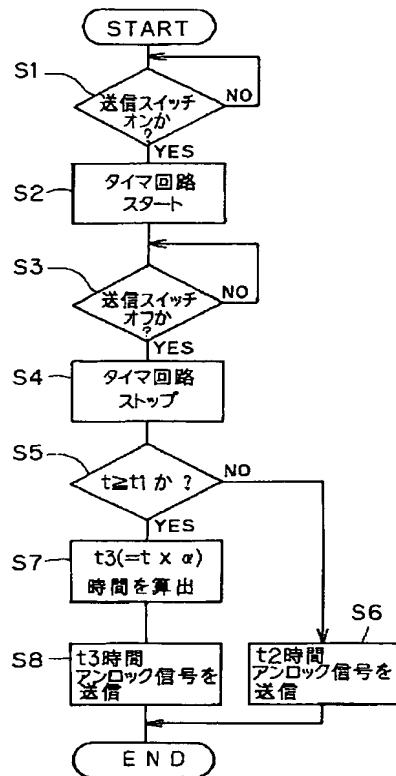 START
S1
送信スイッチ
オンか
?
NO
YES
S2
タイマ回路
スタート
S3
送信スイッチ
オフか
?
NO
YES
S4
タイマ回路
ストップ
S5
t≧t1か?
NO
YES
S7
t3(=t×α)
時間を算出
S6
S8
t3時間
アンロック信号を
送信
t2時間
アンロック信号を
送信
END